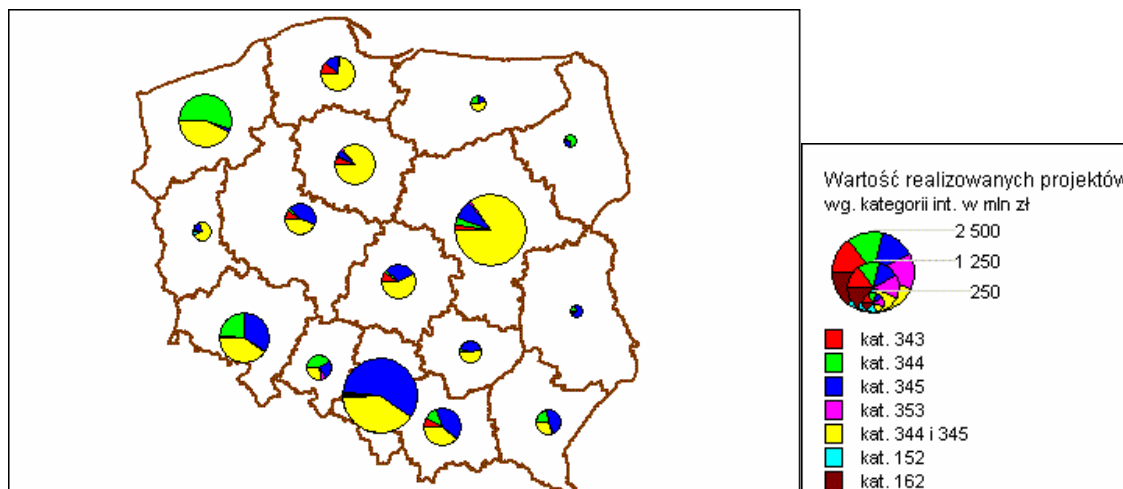 Wartość realizowanych projektów
wg. kategorii int. w mln zł
2 500
1 250
250
kat. 343
kat. 344
kat. 345
kat. 353
kat. 344 i 345
kat. 152
kat. 162